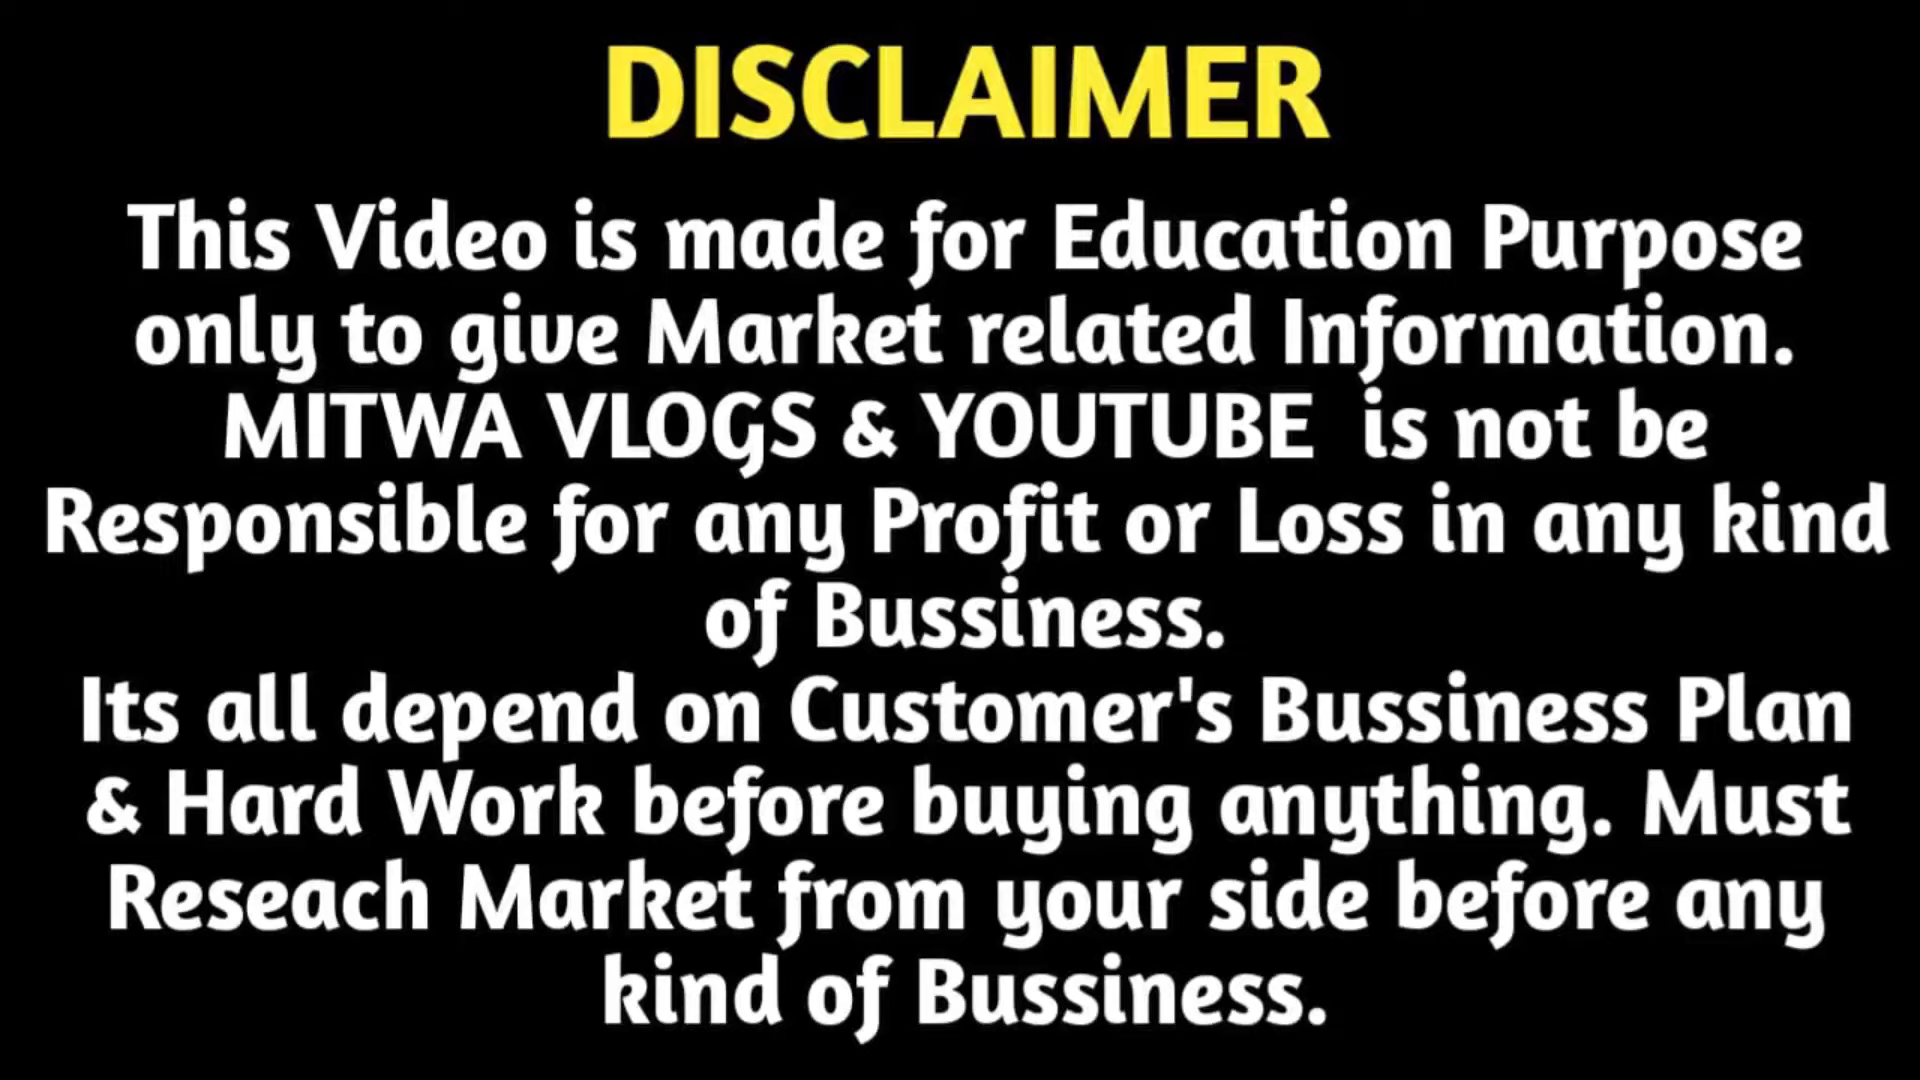 DISCLAIMER
This Video is made for Education Purpose
only to give Market related Information.
MITWA VLOGS & YOUTUBE  is not be
Responsible for any Profit or Loss in any kind
of Bussiness.
Its all depend on Customer's Bussiness Plan
& Hard Work before buying anything. Must
Reseach Market from your side before any
kind of Bussiness.